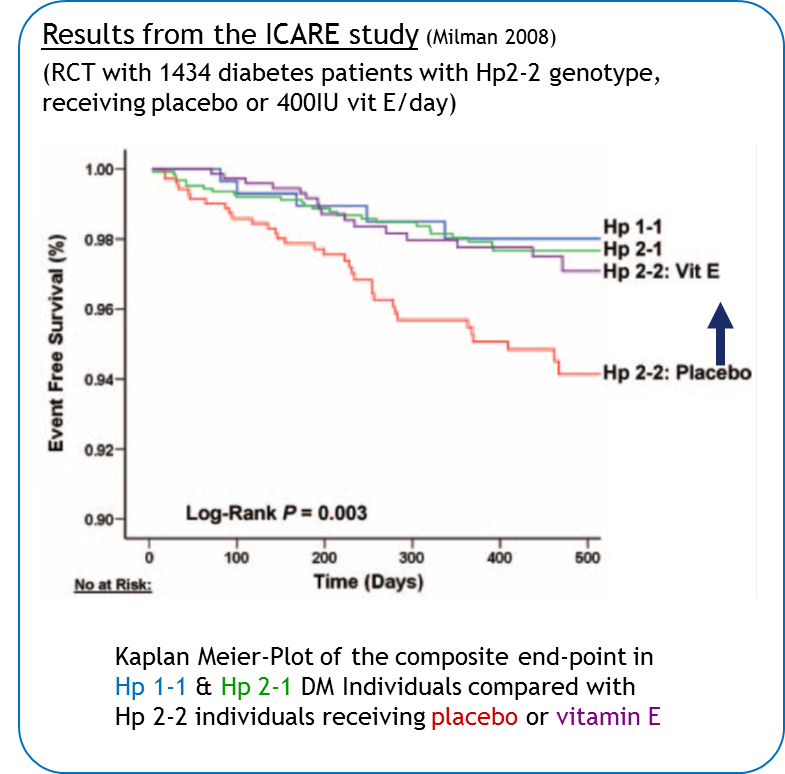 Results from the ICARE study (Milman 2008)
(RCT with 1434 diabetes patients with Hp2-2 genotype,
receiving placebo or 400IU vit E/day)
Event Free Survival (%)
1.00
0.98
0.96
0.94
0.92
0.90
Hp 1-1
Hp 2-1
Hp 2-2: Vit E
Hp 2-2: Placebo
Log-Rank P = 0.003
0 100 200 300 400 500
No at Risk: Time (Days)
Kaplan Meier-Plot of the composite end-point in
Hp 1-1 & Hp 2-1 DM Individuals compared with
Hp 2-2 individuals receiving placebo or vitamin E